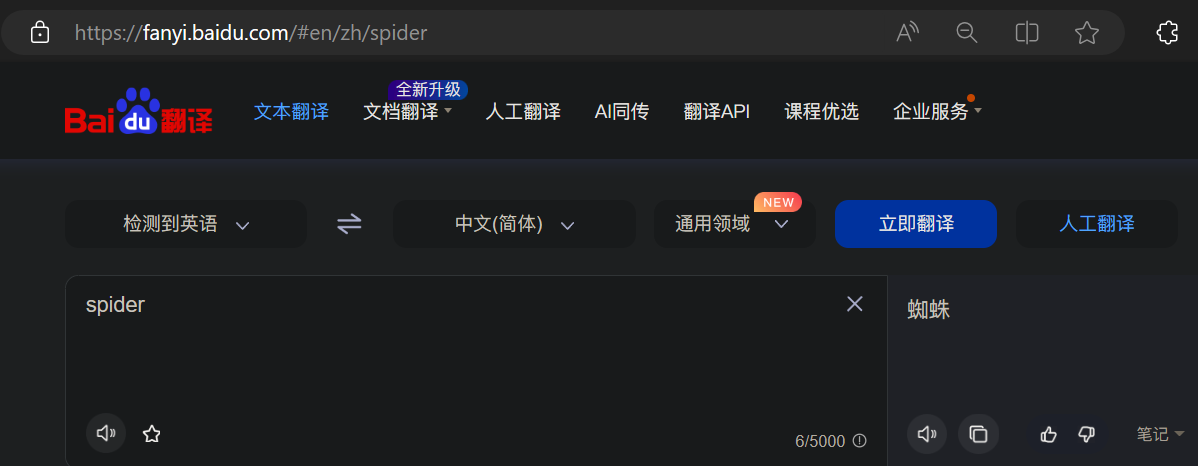 https://fanyi.baidu.com/#en/zh/spider
全新升级
Bai du 翻译 文本翻译 文档翻译 人工翻译 AI同传 翻译API 课程优选 企业服务
NEW
检测到英语 中文(简体) 通用领域 立即翻译 人工翻译
spider 蜘蛛
6/5000 笔记